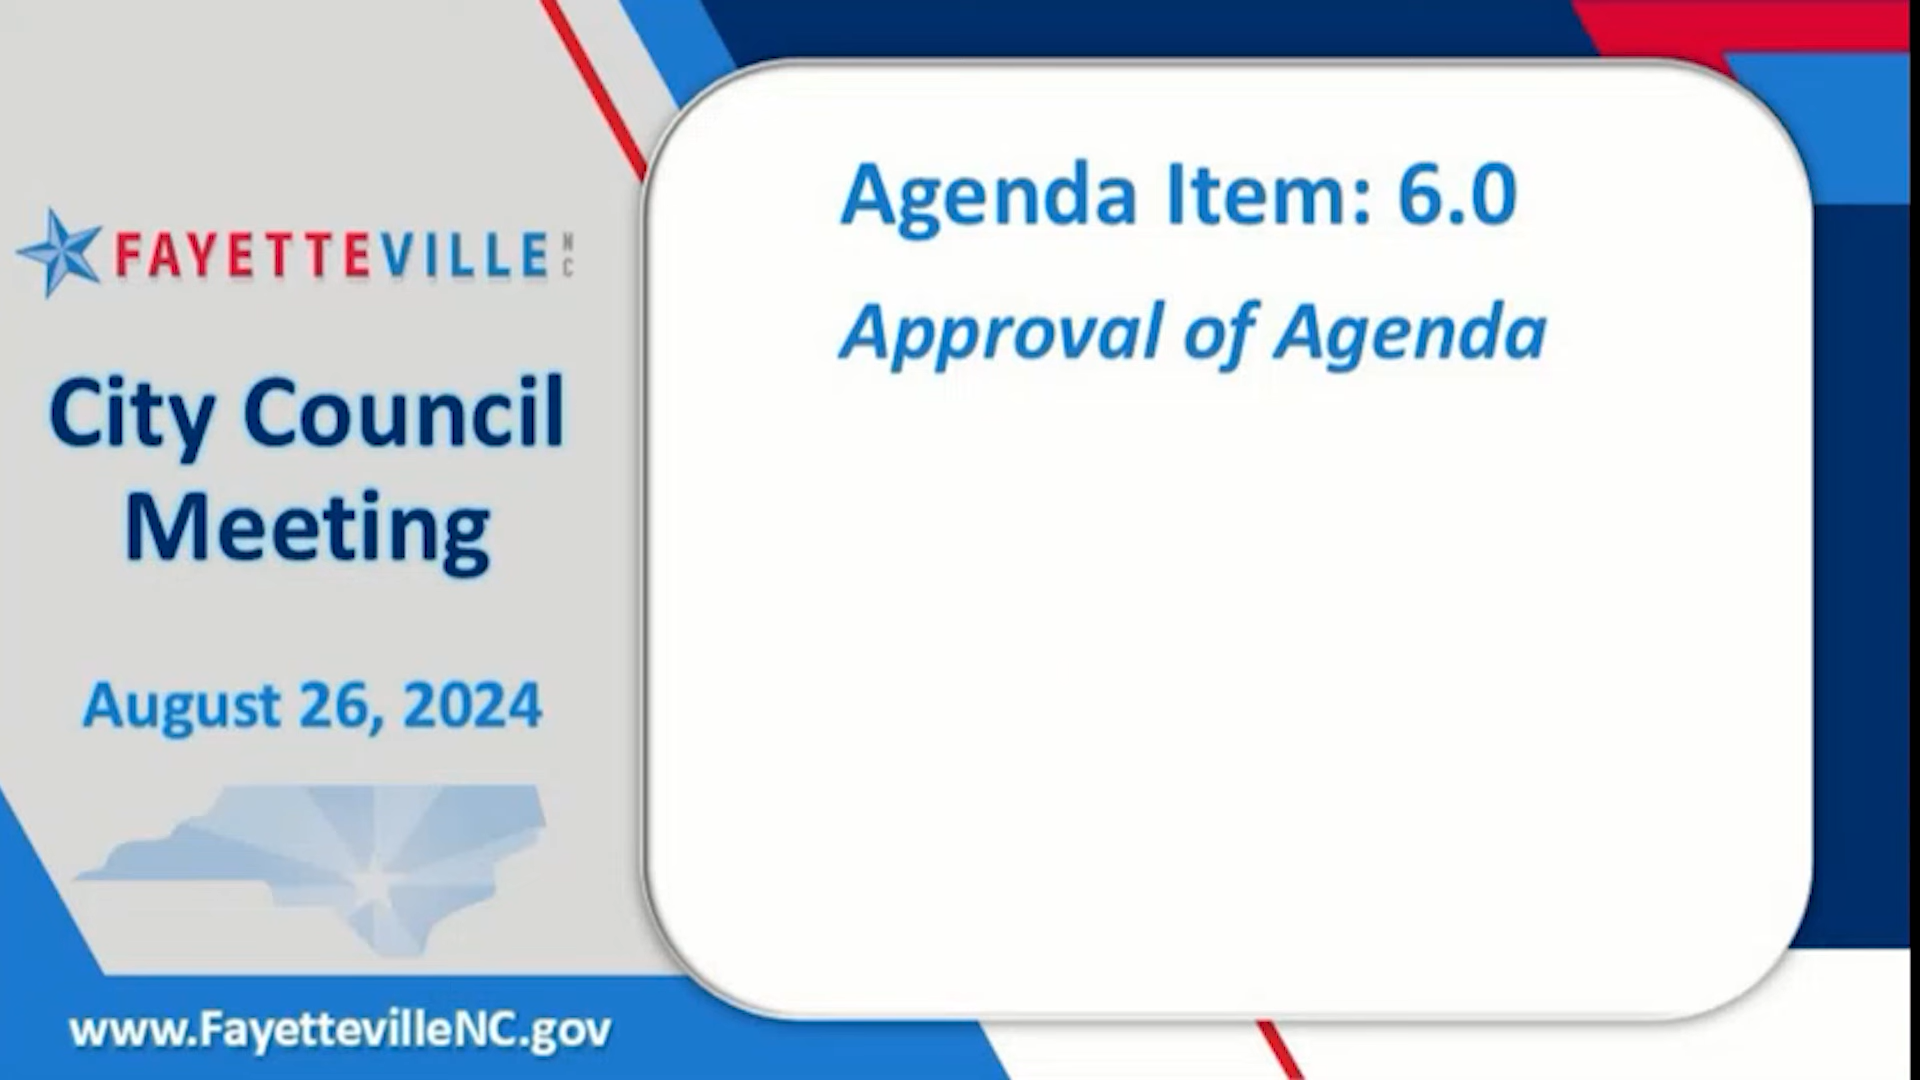 FAYETTEVILLE NC
City Council
Meeting
August 26, 2024
www.FayettevilleNC.gov
Agenda Item: 6.0
Approval of Agenda